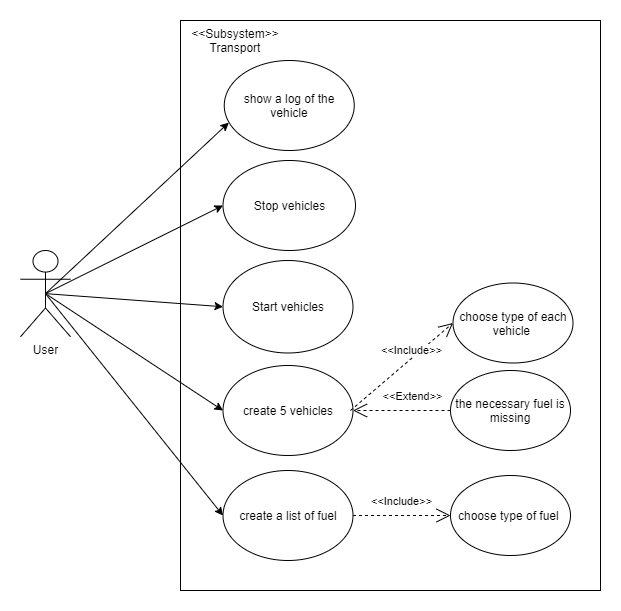 <<Subsystem>>
Transport
show a log of the
vehicle
Stop vehicles
Start vehicles
User
choose type of each
vehicle
<<Include>>
<<Extend>>
create 5 vehicles
the necessary fuel is
missing
<<Include>>
create a list of fuel
choose type of fuel